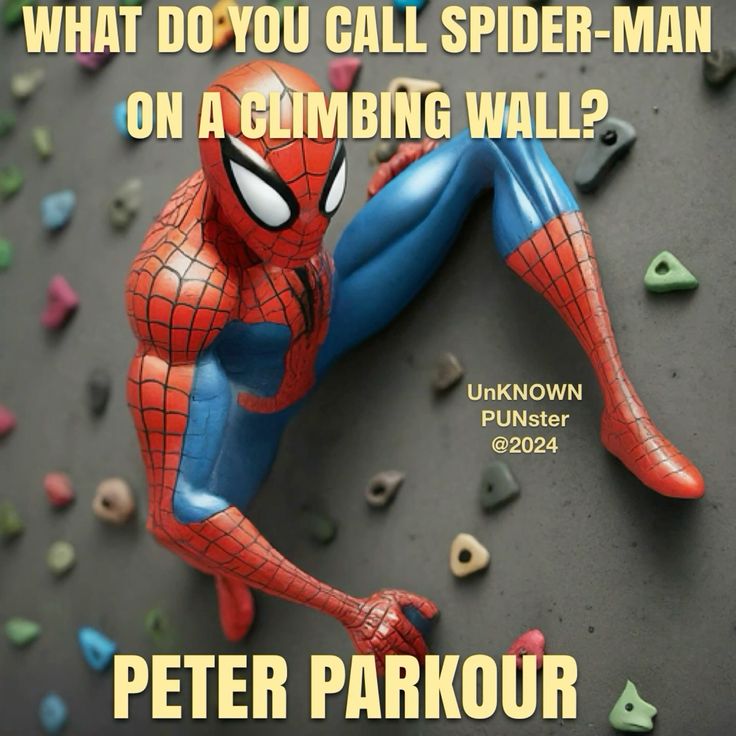 WHAT DO YOU CALL SPIDER-MAN
ON A CLIMBING WALL?
UnKNOWN
PUNster
@2024
PETER PARKOUR